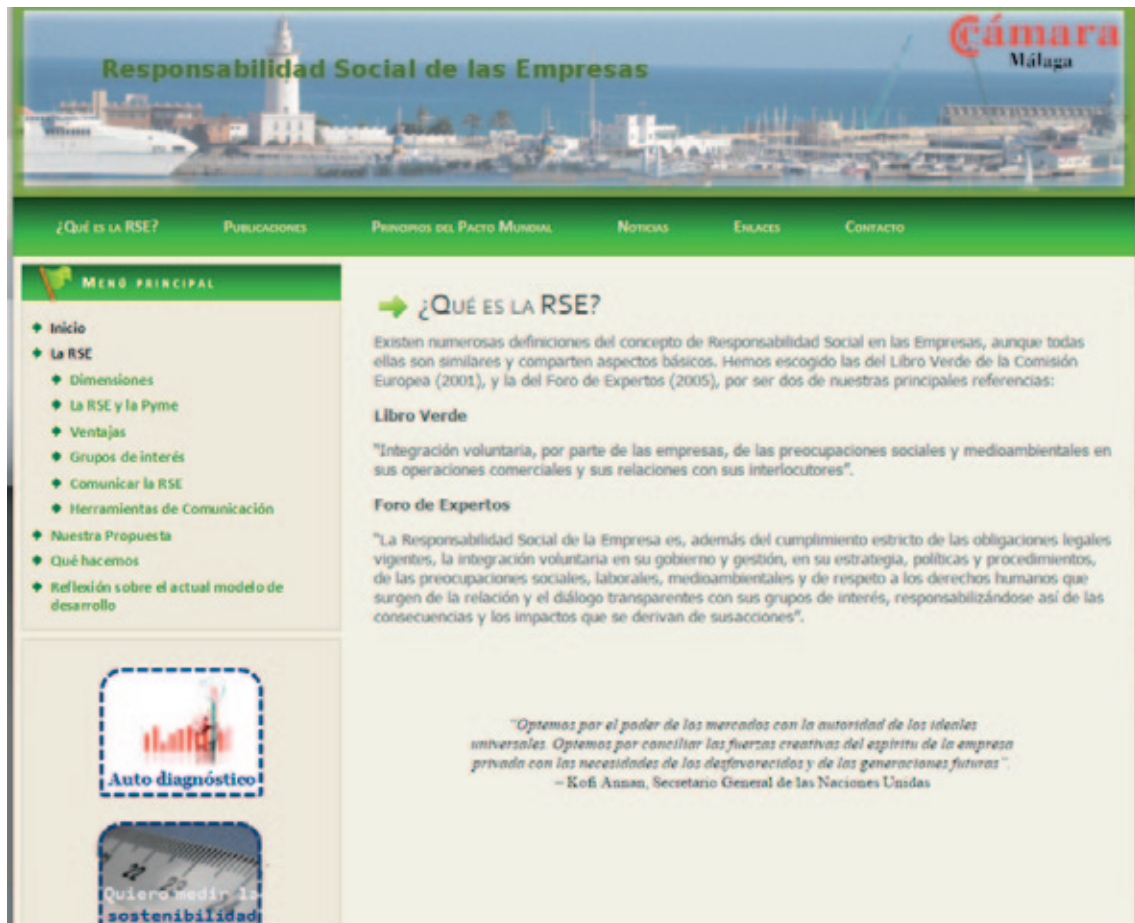 Responsabilidad Social de las Empresas
Cámara
Málaga
¿Qué es la RSE?
Publicaciones
Principios del Pacto Mundial
Noticias
Enlaces
Contacto
Menú principal
Inicio
La RSE
Dimensiones
La RSE y la Pyme
Ventajas
Grupos de interés
Comunicar la RSE
Herramientas de Comunicación
Nuestra Propuesta
Qué hacemos
Reflexión sobre el actual modelo de
desarrollo
Auto diagnóstico
22 23
Quiero medir la
sostenibilidad
¿Qué es la RSE?
Existen numerosas definiciones del concepto de Responsabilidad Social en las Empresas, aunque todas
ellas son similares y comparten aspectos básicos. Hemos escogido las del Libro Verde de la Comisión
Europea (2001), y la del Foro de Expertos (2005), por ser dos de nuestras principales referencias:
Libro Verde
"Integración voluntaria, por parte de las empresas, de las preocupaciones sociales y medioambientales en
sus operaciones comerciales y sus relaciones con sus interlocutores".
Foro de Expertos
"La Responsabilidad Social de la Empresa es, además del cumplimiento estricto de las obligaciones legales
vigentes, la integración voluntaria en su gobierno y gestión, en su estrategia, políticas y procedimientos,
de las preocupaciones sociales, laborales, medioambientales y de respeto a los derechos humanos que
surgen de la relación y el diálogo transparentes con sus grupos de interés, responsabilizándose así de las
consecuencias y los impactos que se derivan de susacciones".
"Optemos por el poder de los mercados con la autoridad de los ideales
universales. Optemos por conciliar las fuerzas creativas del espíritu de la empresa
privada con las necesidades de los desfavorecidos y de las generaciones futuras".
– Kofi Annan, Secretario General de las Naciones Unidas